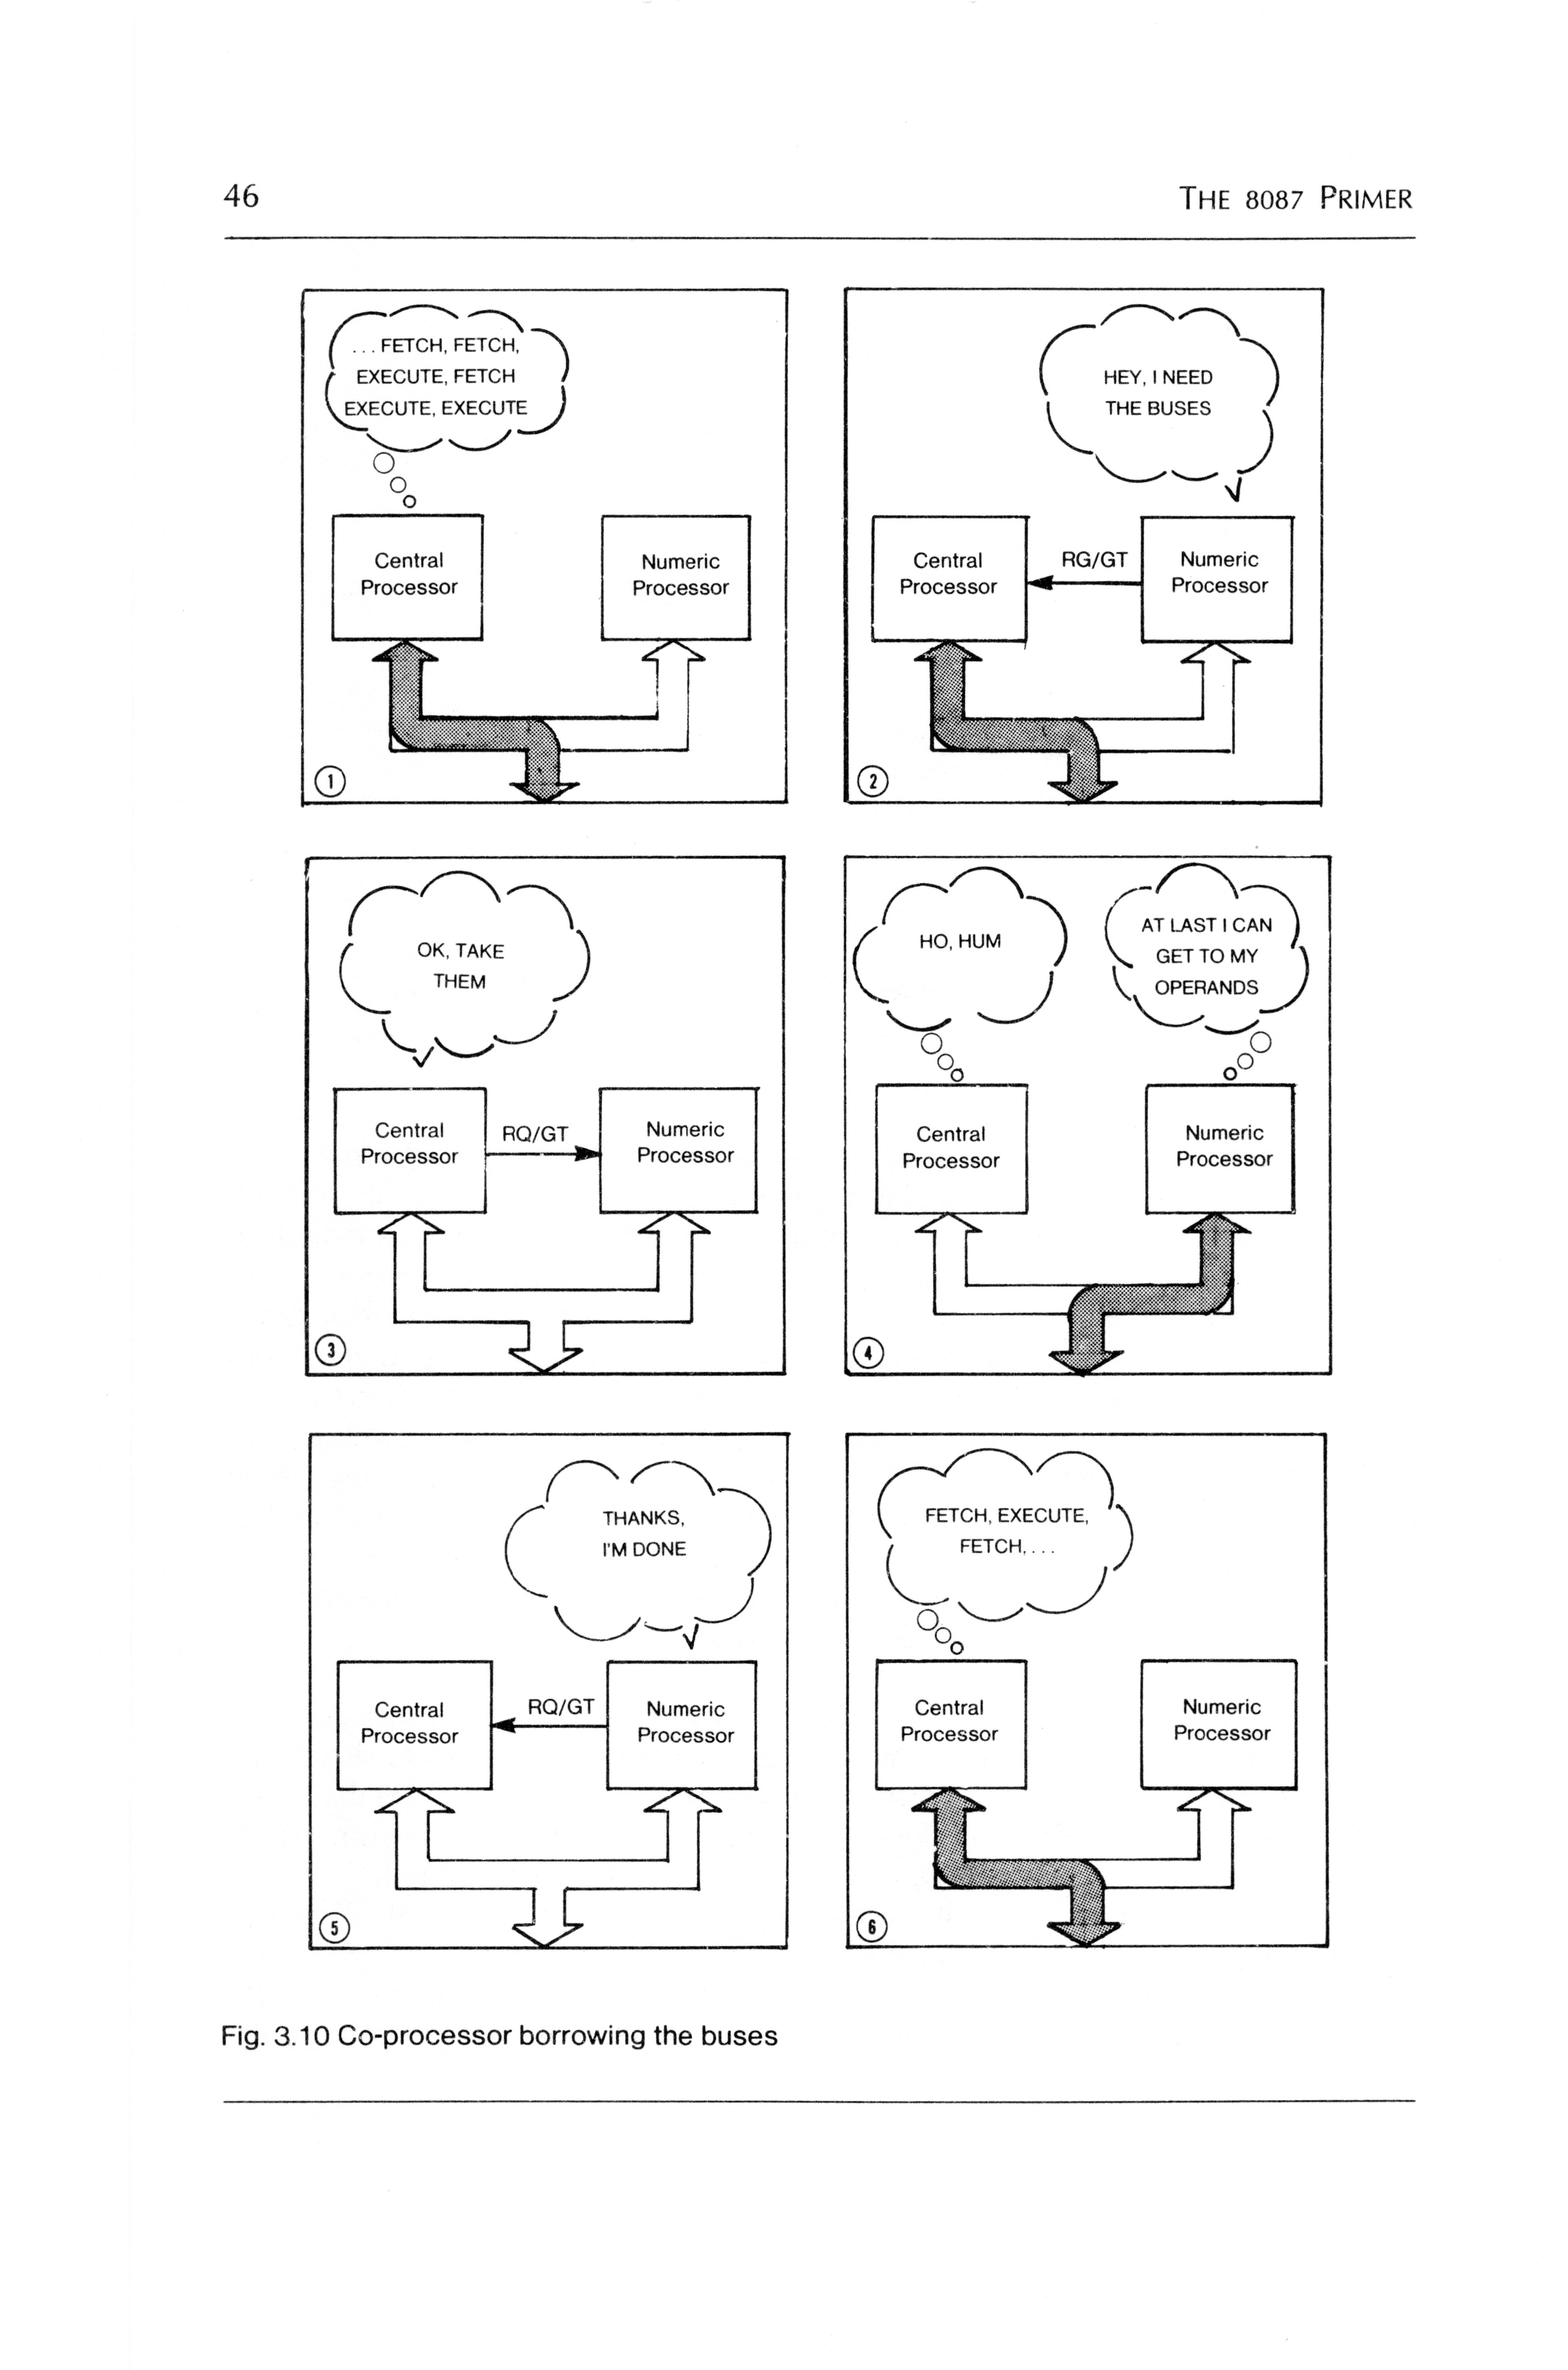 46
THE 8087 PRIMER
... FETCH, FETCH,
EXECUTE, FETCH
EXECUTE, EXECUTE
Central
Processor
Numeric
Processor
1
HEY, I NEED
THE BUSES
Central
Processor
RG/GT
Numeric
Processor
2
OK, TAKE
THEM
Central
Processor
RQ/GT
Numeric
Processor
3
HO, HUM
AT LAST I CAN
GET TO MY
OPERANDS
Central
Processor
Numeric
Processor
4
THANKS,
I'M DONE
Central
Processor
RQ/GT
Numeric
Processor
5
FETCH, EXECUTE,
FETCH, ...
Central
Processor
Numeric
Processor
6
Fig. 3.10 Co-processor borrowing the buses